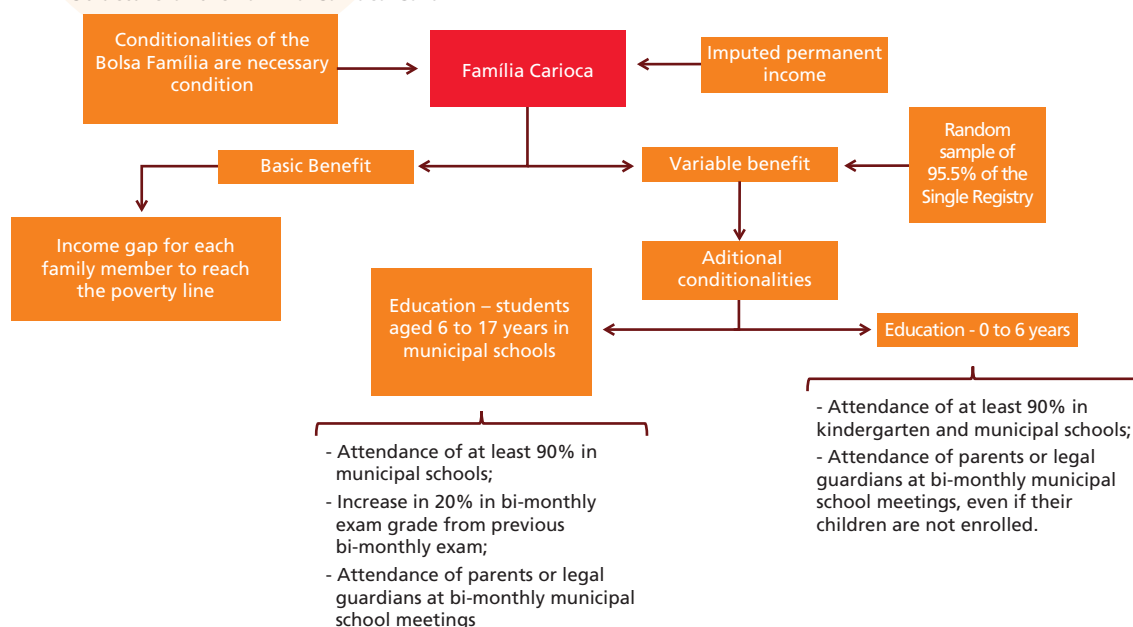 Conditionalities of the
Bolsa Família are necessary
condition
Família Carioca
Imputed permanent
income
Basic Benefit
Variable benefit
Random
sample of
95.5% of the
Single Registry
Income gap for each
family member to reach
the poverty line
Aditional
conditionalities
Education – students
aged 6 to 17 years in
municipal schools
Education - 0 to 6 years
- Attendance of at least 90% in
municipal schools;
- Increase in 20% in bi-monthly
exam grade from previous
bi-monthly exam;
- Attendance of parents or legal
guardians at bi-monthly municipal
school meetings
- Attendance of at least 90% in
kindergarten and municipal schools;
- Attendance of parents or legal
guardians at bi-monthly municipal
school meetings, even if their
children are not enrolled.